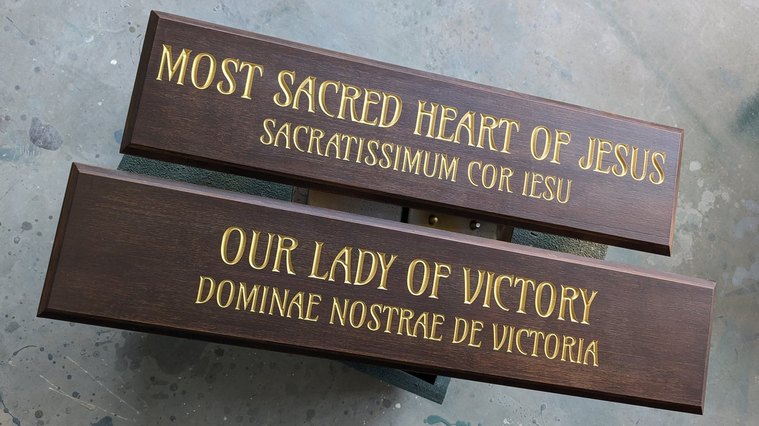 MOST SACRED HEART OF JESUS
SACRATISSIMUM COR IESU
OUR LADY OF VICTORY
DOMINAE NOSTRAE DE VICTORIA